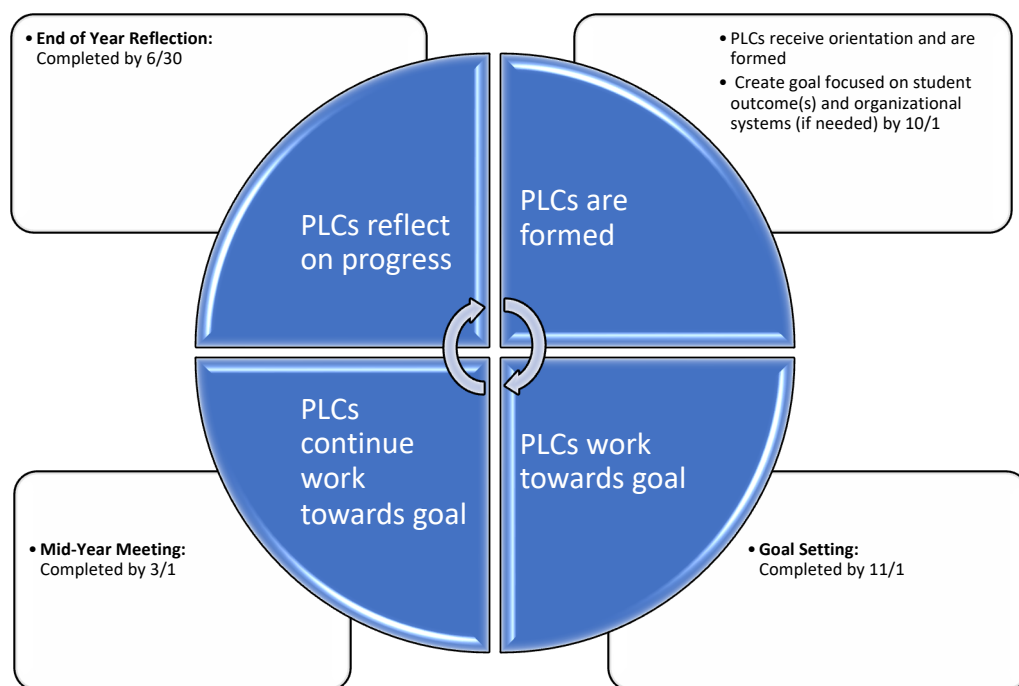 • End of Year Reflection:
Completed by 6/30
• PLCs receive orientation and are
formed
• Create goal focused on student
outcome(s) and organizational
systems (if needed) by 10/1
PLCs reflect
on progress
PLCs are
formed
PLCs
continue
work
towards goal
PLCs work
towards goal
• Mid-Year Meeting:
Completed by 3/1
• Goal Setting:
Completed by 11/1